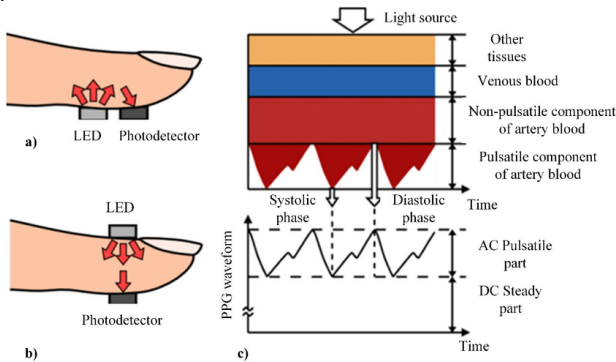 LED
Photodetector
a)
LED
Photodetector
b)
Light source
Other
tissues
Venous blood
Non-pulsatile component
of artery blood
Pulsatile component
of artery blood
Time
Systolic
phase
Diastolic
phase
PPG waveform
AC Pulsatile
part
DC Steady
part
Time
c)